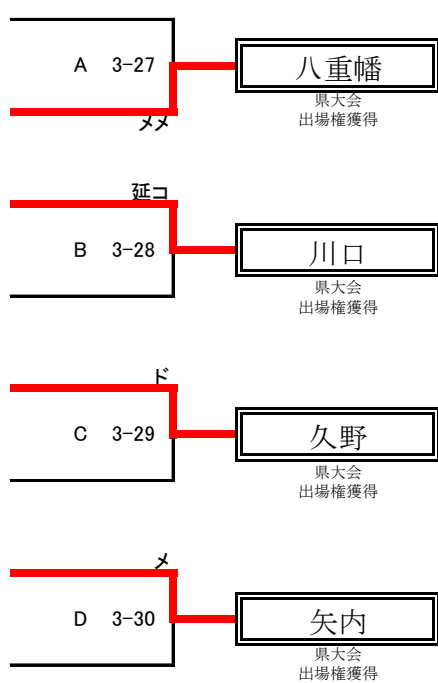 A 3-27
八重幡
県大会
出場権獲得
メメ
延コ
B 3-28
川口
県大会
出場権獲得
ド
C 3-29
久野
県大会
出場権獲得
メ
D 3-30
矢内
県大会
出場権獲得